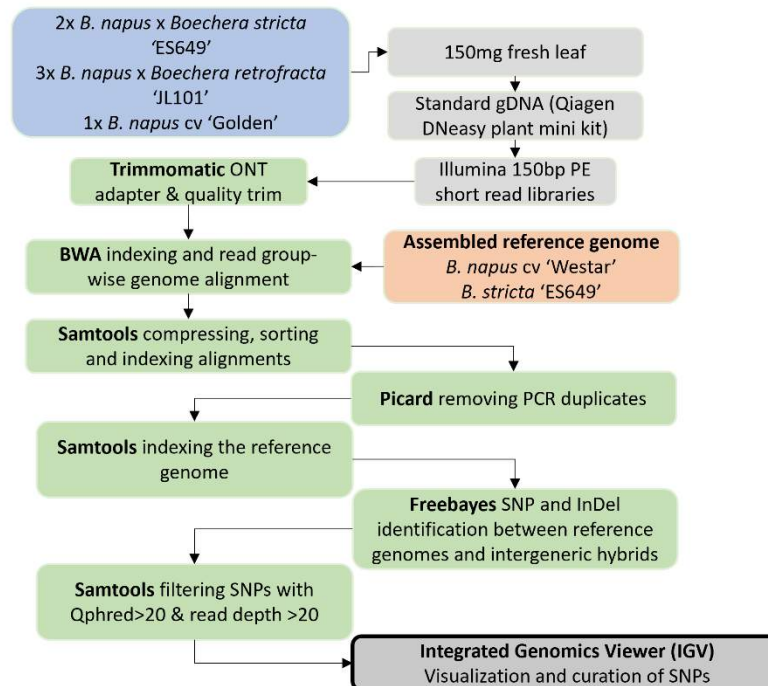 2x B. napus x Boechera stricta
‘ES649’
3x B. napus x Boechera retrofracta
‘JL101’
1x B. napus cv ‘Golden’
150mg fresh leaf
Standard gDNA (Qiagen
DNeasy plant mini kit)
Illumina 150bp PE
short read libraries
Trimmomatic ONT
adapter & quality trim
BWA indexing and read group-
wise genome alignment
Assembled reference genome
B. napus cv ‘Westar’
B. stricta ‘ES649’
Samtools compressing, sorting
and indexing alignments
Picard removing PCR duplicates
Samtools indexing the reference
genome
Freebayes SNP and InDel
identification between reference
genomes and intergeneric hybrids
Samtools filtering SNPs with
Qphred>20 & read depth >20
Integrated Genomics Viewer (IGV)
Visualization and curation of SNPs